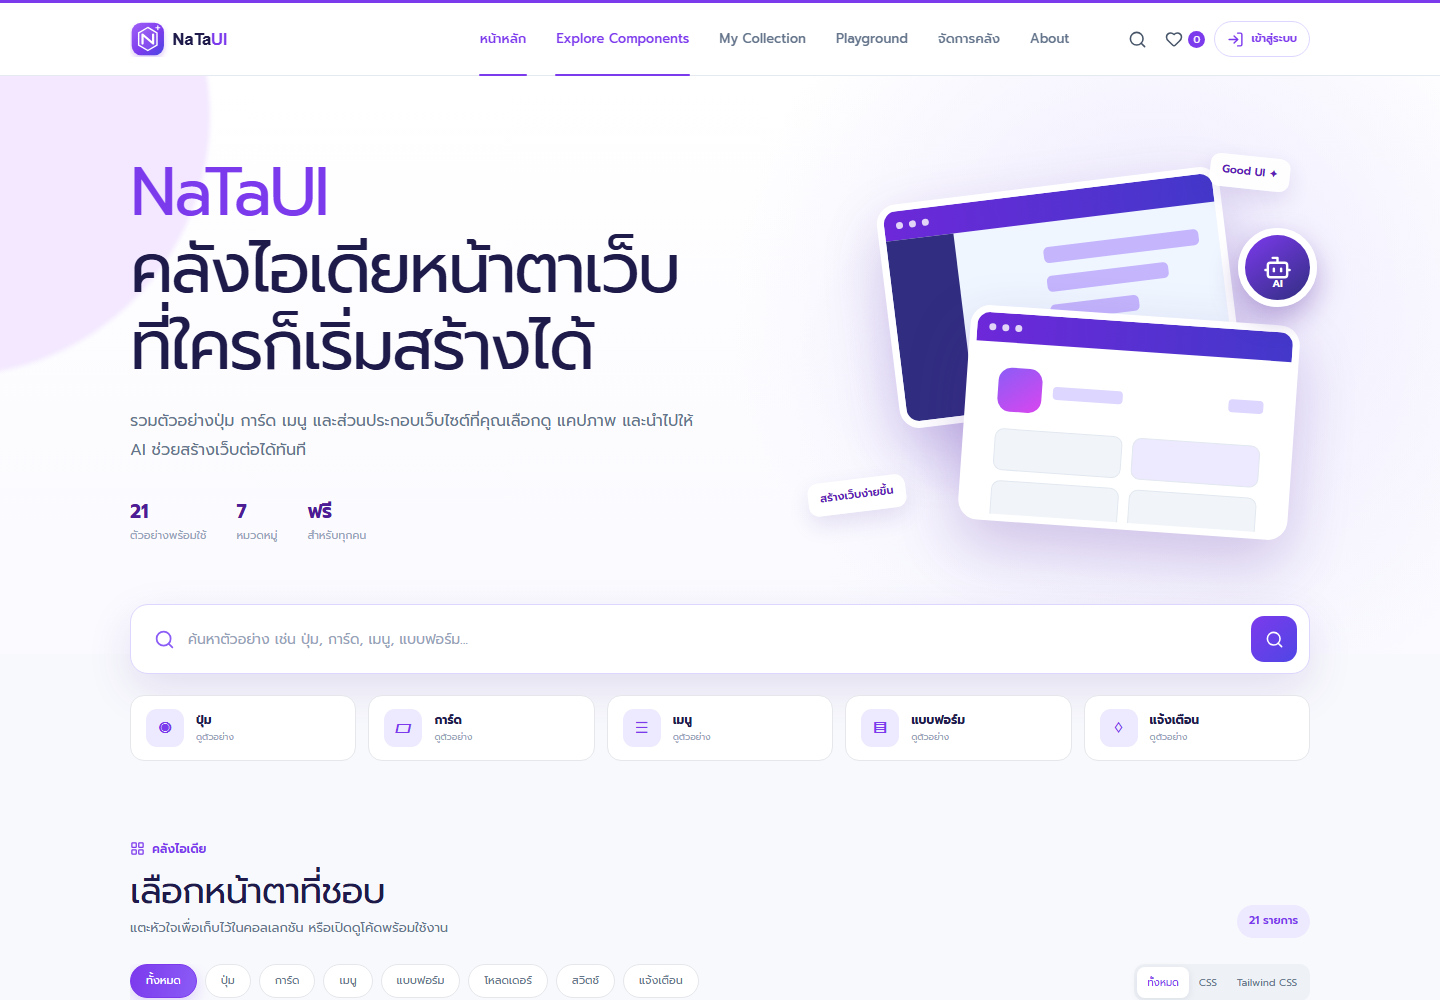 NaTaUI
หน้าหลัก
Explore Components
My Collection
Playground
จัดการคลัง
About
0
เข้าสู่ระบบ
NaTaUI
คลังไอเดียหน้าตาเว็บ
ที่ใครก็เริ่มสร้างได้
รวมตัวอย่างปุ่ม การ์ด เมนู และส่วนประกอบเว็บไซต์ที่คุณเลือกดู แคปภาพ และนำไปให้
AI ช่วยสร้างเว็บต่อได้ทันที
21
ตัวอย่างพร้อมใช้
7
หมวดหมู่
ฟรี
สำหรับทุกคน
Good UI ✦
AI
สร้างเว็บง่ายขึ้น
ค้นหาตัวอย่าง เช่น ปุ่ม, การ์ด, เมนู, แบบฟอร์ม...
ปุ่ม
ดูตัวอย่าง
การ์ด
ดูตัวอย่าง
เมนู
ดูตัวอย่าง
แบบฟอร์ม
ดูตัวอย่าง
แจ้งเตือน
ดูตัวอย่าง
คลังไอเดีย
เลือกหน้าตาที่ชอบ
แตะหัวใจเพื่อเก็บไว้ในคอลเลกชัน หรือเปิดดูโค้ดพร้อมใช้งาน
21 รายการ
ทั้งหมด
ปุ่ม
การ์ด
เมนู
แบบฟอร์ม
โหลดเดอร์
สวิตช์
แจ้งเตือน
ทั้งหมด
CSS
Tailwind CSS